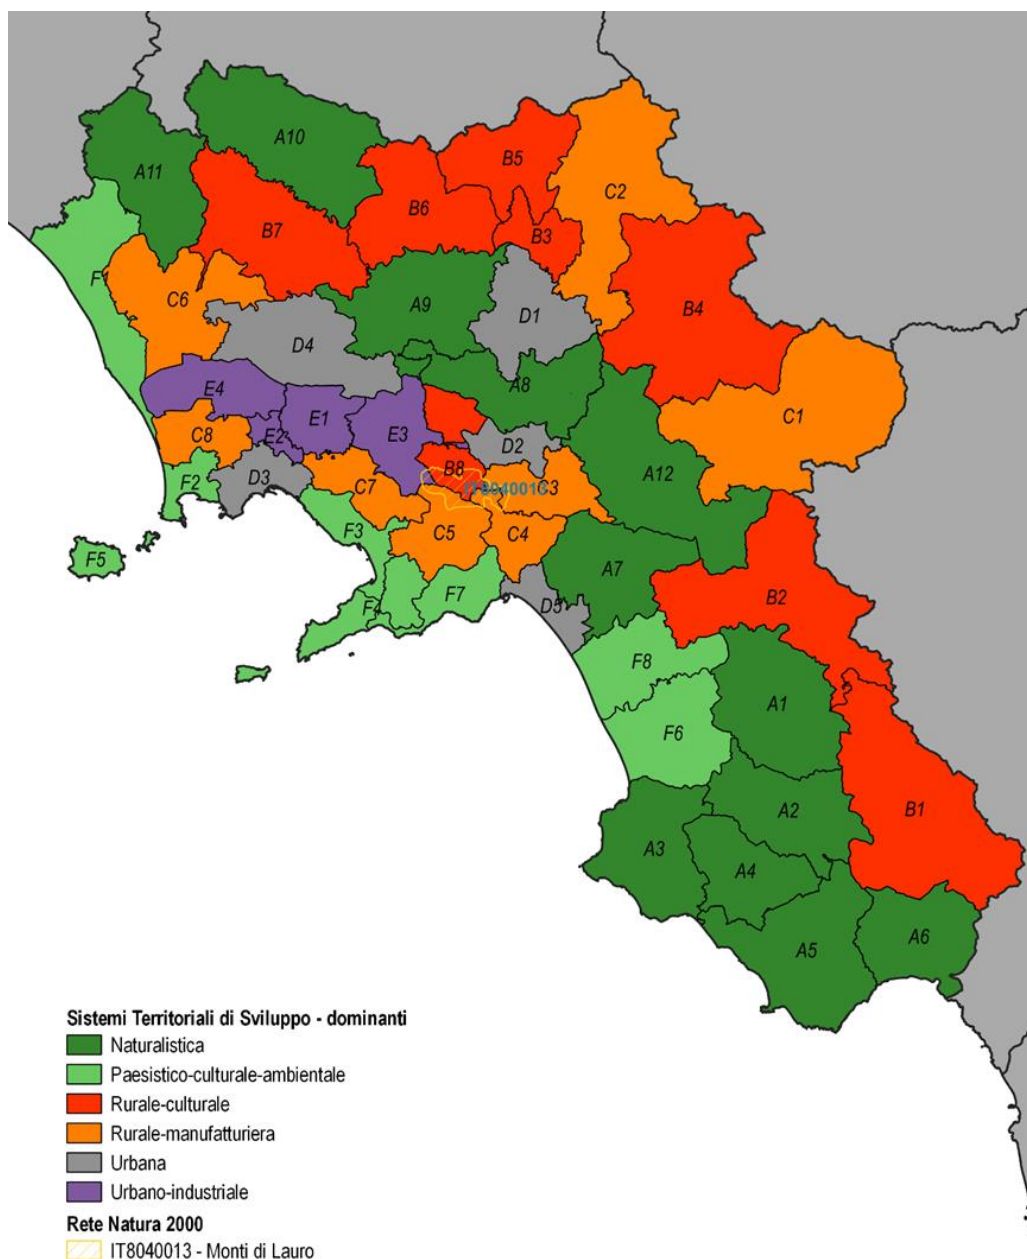 A10
B5
A11
C2
B6
B7
B3
F1
C6
A9
D1
B4
D4
A8
E4
C1
E1
E3
C8
E2
D2
B8
A12
F2
D3
C7
IT8040013
C3
F3
C5
C4
F5
A7
F7
F4
D5
B2
F8
A1
F6
A2
B1
A3
A4
A6
A5
Sistemi Territoriali di Sviluppo - dominanti
Naturalistica
Paesistico-culturale-ambientale
Rurale-culturale
Rurale-manufatturiera
Urbana
Urbano-industriale
Rete Natura 2000
IT8040013 - Monti di Lauro